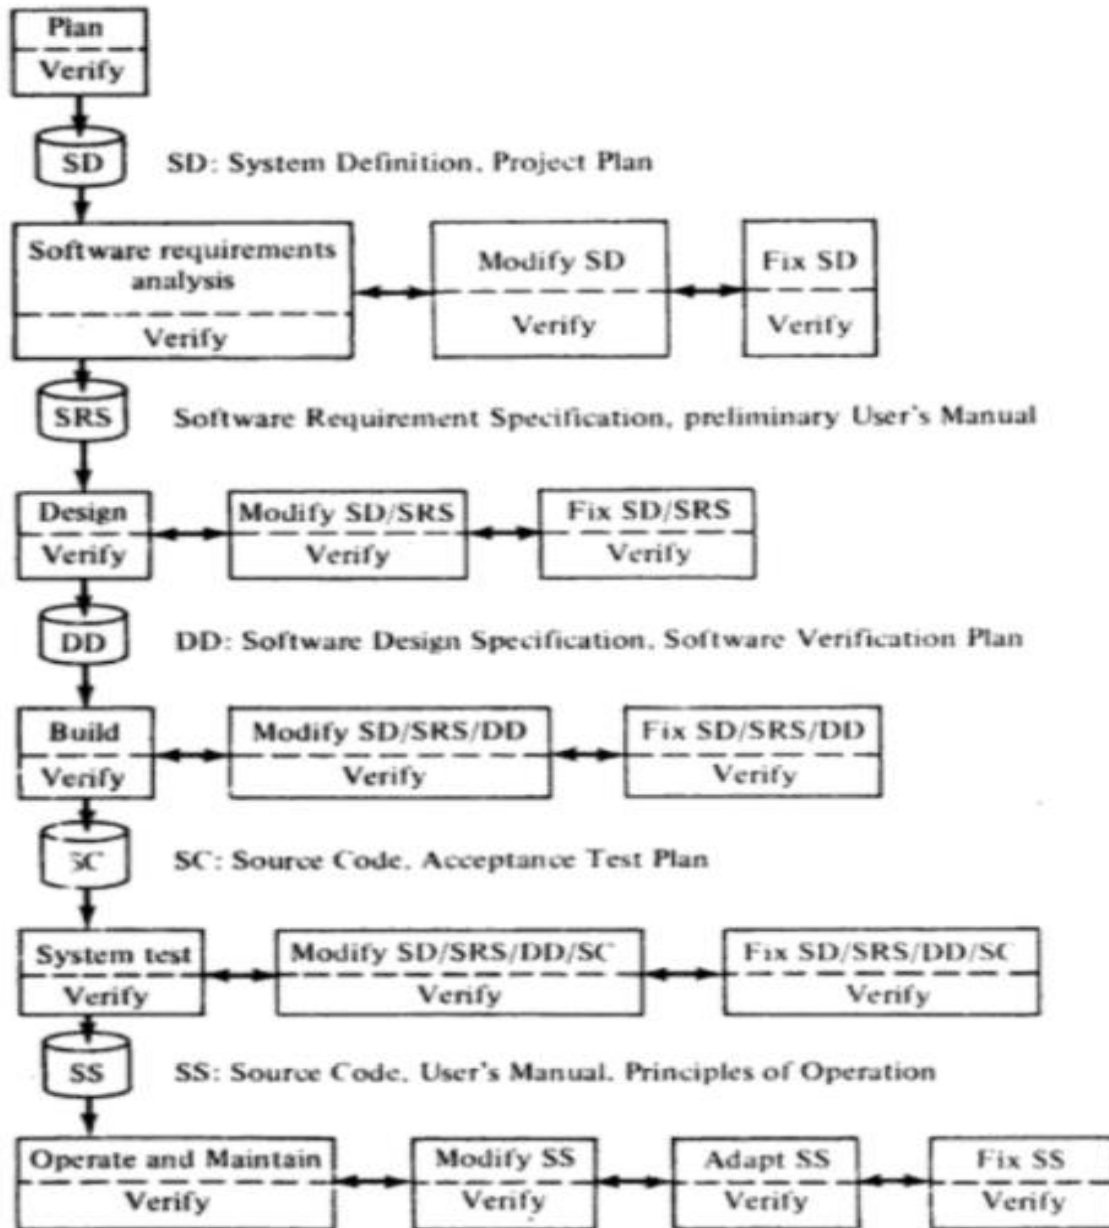 Plan
Verify
SD
SD: System Definition, Project Plan
Software requirements
analysis
Verify
Modify SD
Verify
Fix SD
Verify
SRS
Software Requirement Specification, preliminary User's Manual
Design
Verify
Modify SD/SRS
Verify
Fix SD/SRS
Verify
DD
DD: Software Design Specification, Software Verification Plan
Build
Verify
Modify SD/SRS/DD
Verify
Fix SD/SRS/DD
Verify
SC
SC: Source Code, Acceptance Test Plan
System test
Verify
Modify SD/SRS/DD/SC
Verify
Fix SD/SRS/DD/SC
Verify
SS
SS: Source Code, User's Manual, Principles of Operation
Operate and Maintain
Verify
Modify SS
Verify
Adapt SS
Verify
Fix SS
Verify